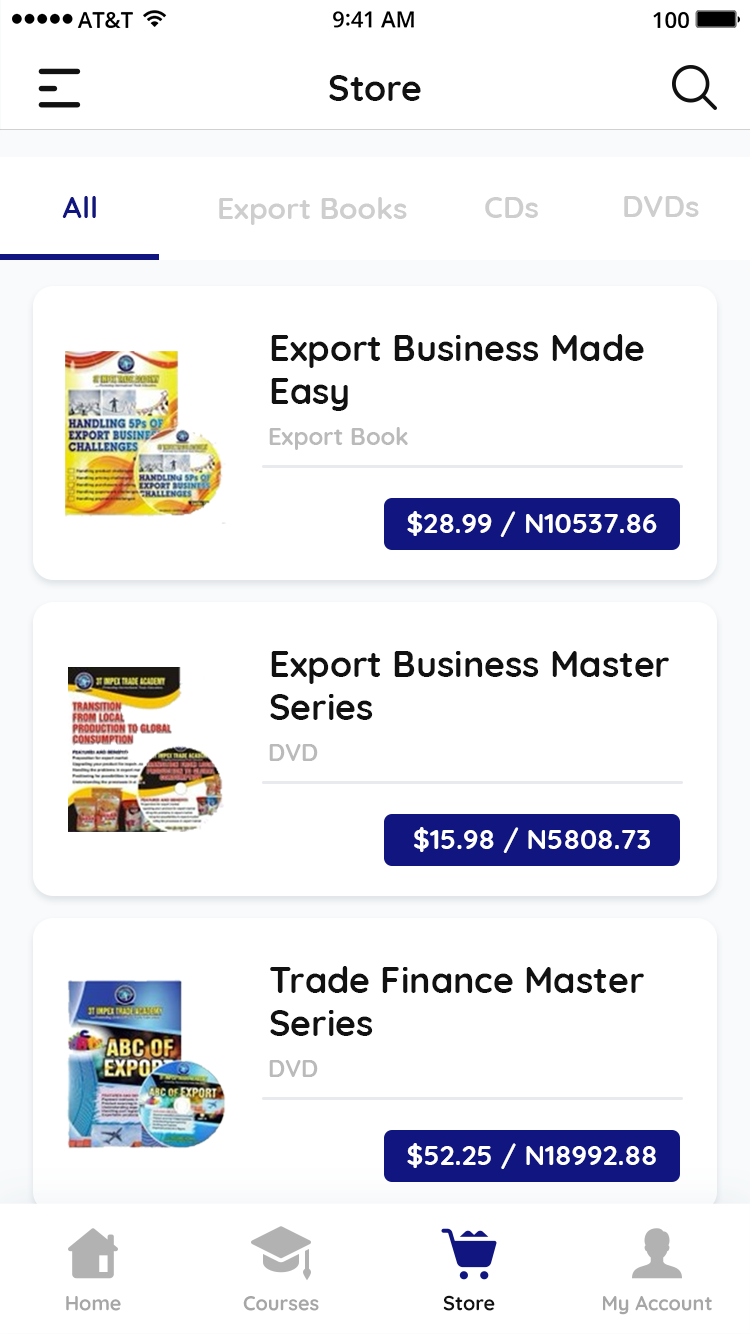 AT&T 9:41 AM 100
Store
All Export Books CDs DVDs
Export Business Made
Easy
Export Book
3T IMPEX TRADE ACADEMY
HANDLING 5Ps OF
EXPORT BUSINESS
CHALLENGES
HANDLING 5Ps OF
EXPORT BUSINESS
CHALLENGES
$28.99 / N10537.86
Export Business Master
Series
DVD
3T IMPEX TRADE ACADEMY
TRANSITION
FROM LOCAL
PRODUCTION TO GLOBAL
CONSUMPTION
FEATURES AND BENEFIT:
$15.98 / N5808.73
Trade Finance Master
Series
DVD
3T IMPEX TRADE ACADEMY
ABC OF
EXPORT
ABC OF EXPORT
$52.25 / N18992.88
Home Courses Store My Account